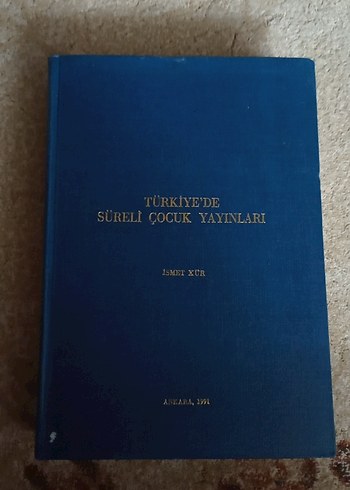 TÜRKİYE'DE
SÜRELİ ÇOCUK YAYINLARI
İSMET KÜR
ANKARA, 1991